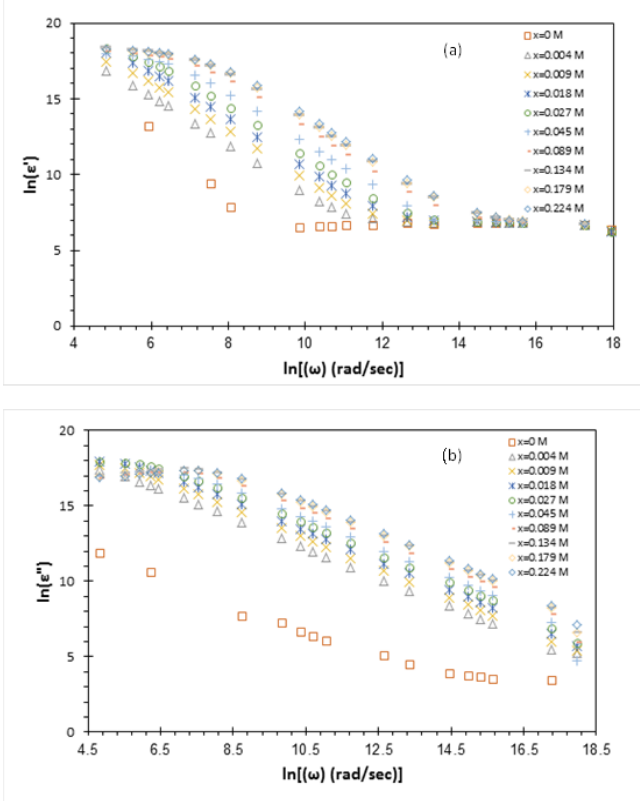 20
15
10
5
0
ln(ε')
(a)
x=0 M
x=0.004 M
x=0.009 M
x=0.018 M
x=0.027 M
x=0.045 M
x=0.089 M
x=0.134 M
x=0.179 M
x=0.224 M
4 6 8 10 12 14 16 18
ln[(ω) (rad/sec)]
20
15
10
5
0
ln(ε'')
(b)
x=0 M
x=0.004 M
x=0.009 M
x=0.018 M
x=0.027 M
x=0.045 M
x=0.089 M
x=0.134 M
x=0.179 M
x=0.224 M
4.5 6.5 8.5 10.5 12.5 14.5 16.5 18.5
ln[(ω) (rad/sec)]